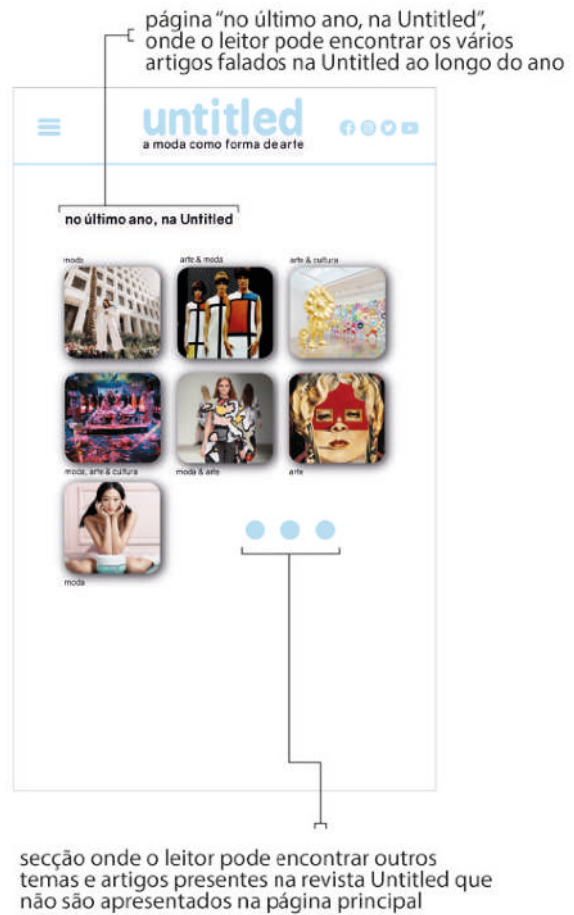 página “no último ano, na Untitled”,
onde o leitor pode encontrar os vários
artigos falados na Untitled ao longo do ano
untitled
a moda como forma de arte
no último ano, na Untitled
moda
arte & moda
arte & cultura
moda, arte & cultura
moda & arte
arte
moda
secção onde o leitor pode encontrar outros
temas e artigos presentes na revista Untitled que
não são apresentados na página principal